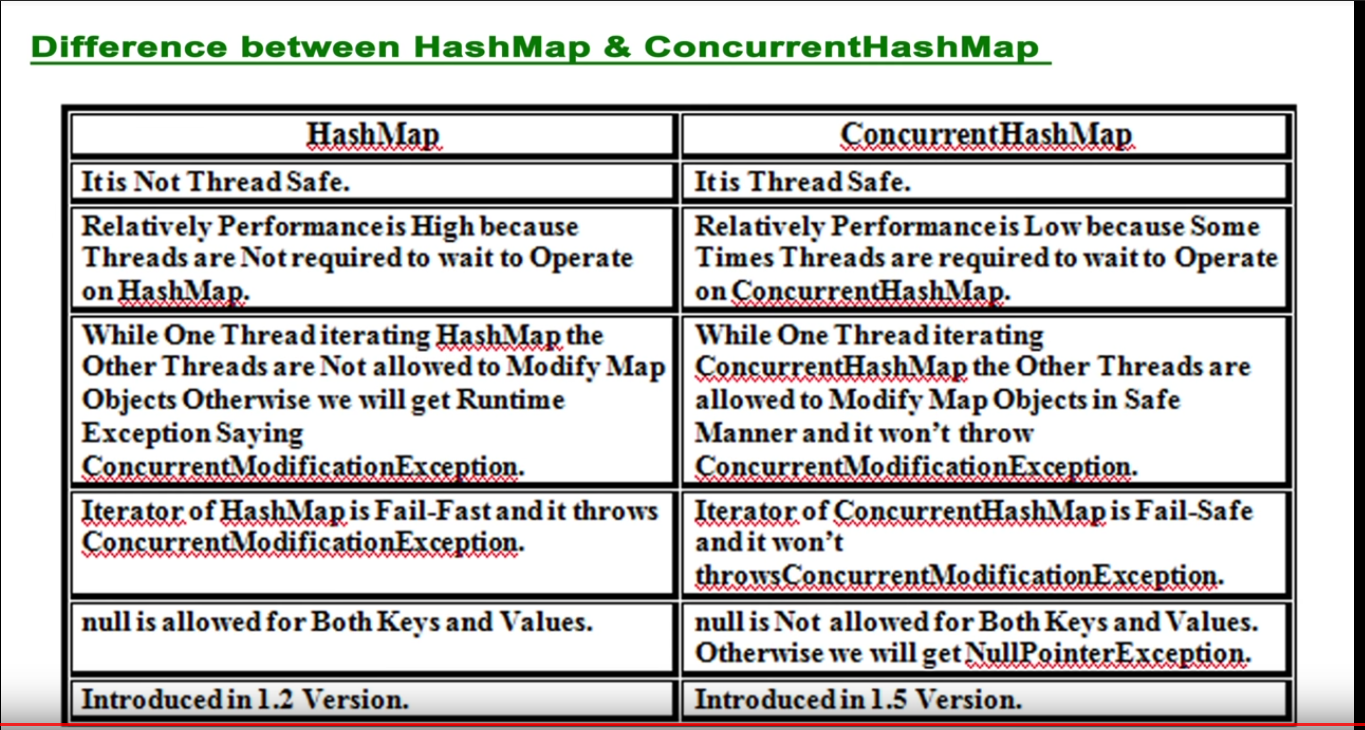 Difference between HashMap & ConcurrentHashMap
HashMap
ConcurrentHashMap
It is Not Thread Safe.
It is Thread Safe.
Relatively Performance is High because
Threads are Not required to wait to Operate
on HashMap.
Relatively Performance is Low because Some
Times Threads are required to wait to Operate
on ConcurrentHashMap.
While One Thread iterating HashMap the
Other Threads are Not allowed to Modify Map
Objects Otherwise we will get Runtime
Exception Saying
ConcurrentModificationException.
While One Thread iterating
ConcurrentHashMap the Other Threads are
allowed to Modify Map Objects in Safe
Manner and it won’t throw
ConcurrentModificationException.
Iterator of HashMap is Fail-Fast and it throws
ConcurrentModificationException.
Iterator of ConcurrentHashMap is Fail-Safe
and it won’t
throwsConcurrentModificationException.
null is allowed for Both Keys and Values.
null is Not allowed for Both Keys and Values.
Otherwise we will get NullPointerException.
Introduced in 1.2 Version.
Introduced in 1.5 Version.